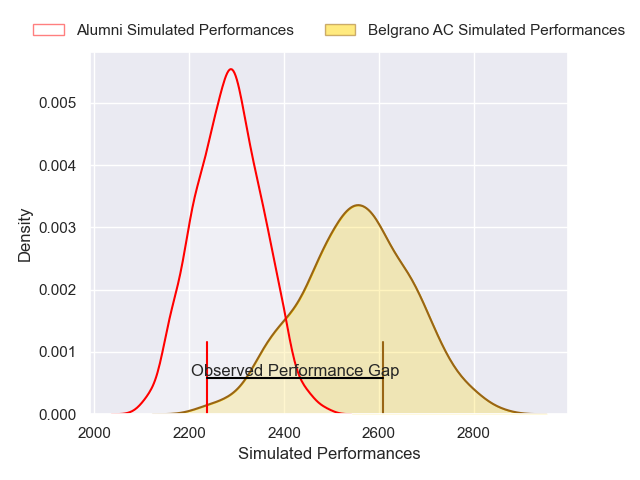 Alumni Simulated Performances
Belgrano AC Simulated Performances
0.005
0.004
0.003
0.002
0.001
0.000
Density
Observed Performance Gap
2000
2200
2400
2600
2800
Simulated Performances